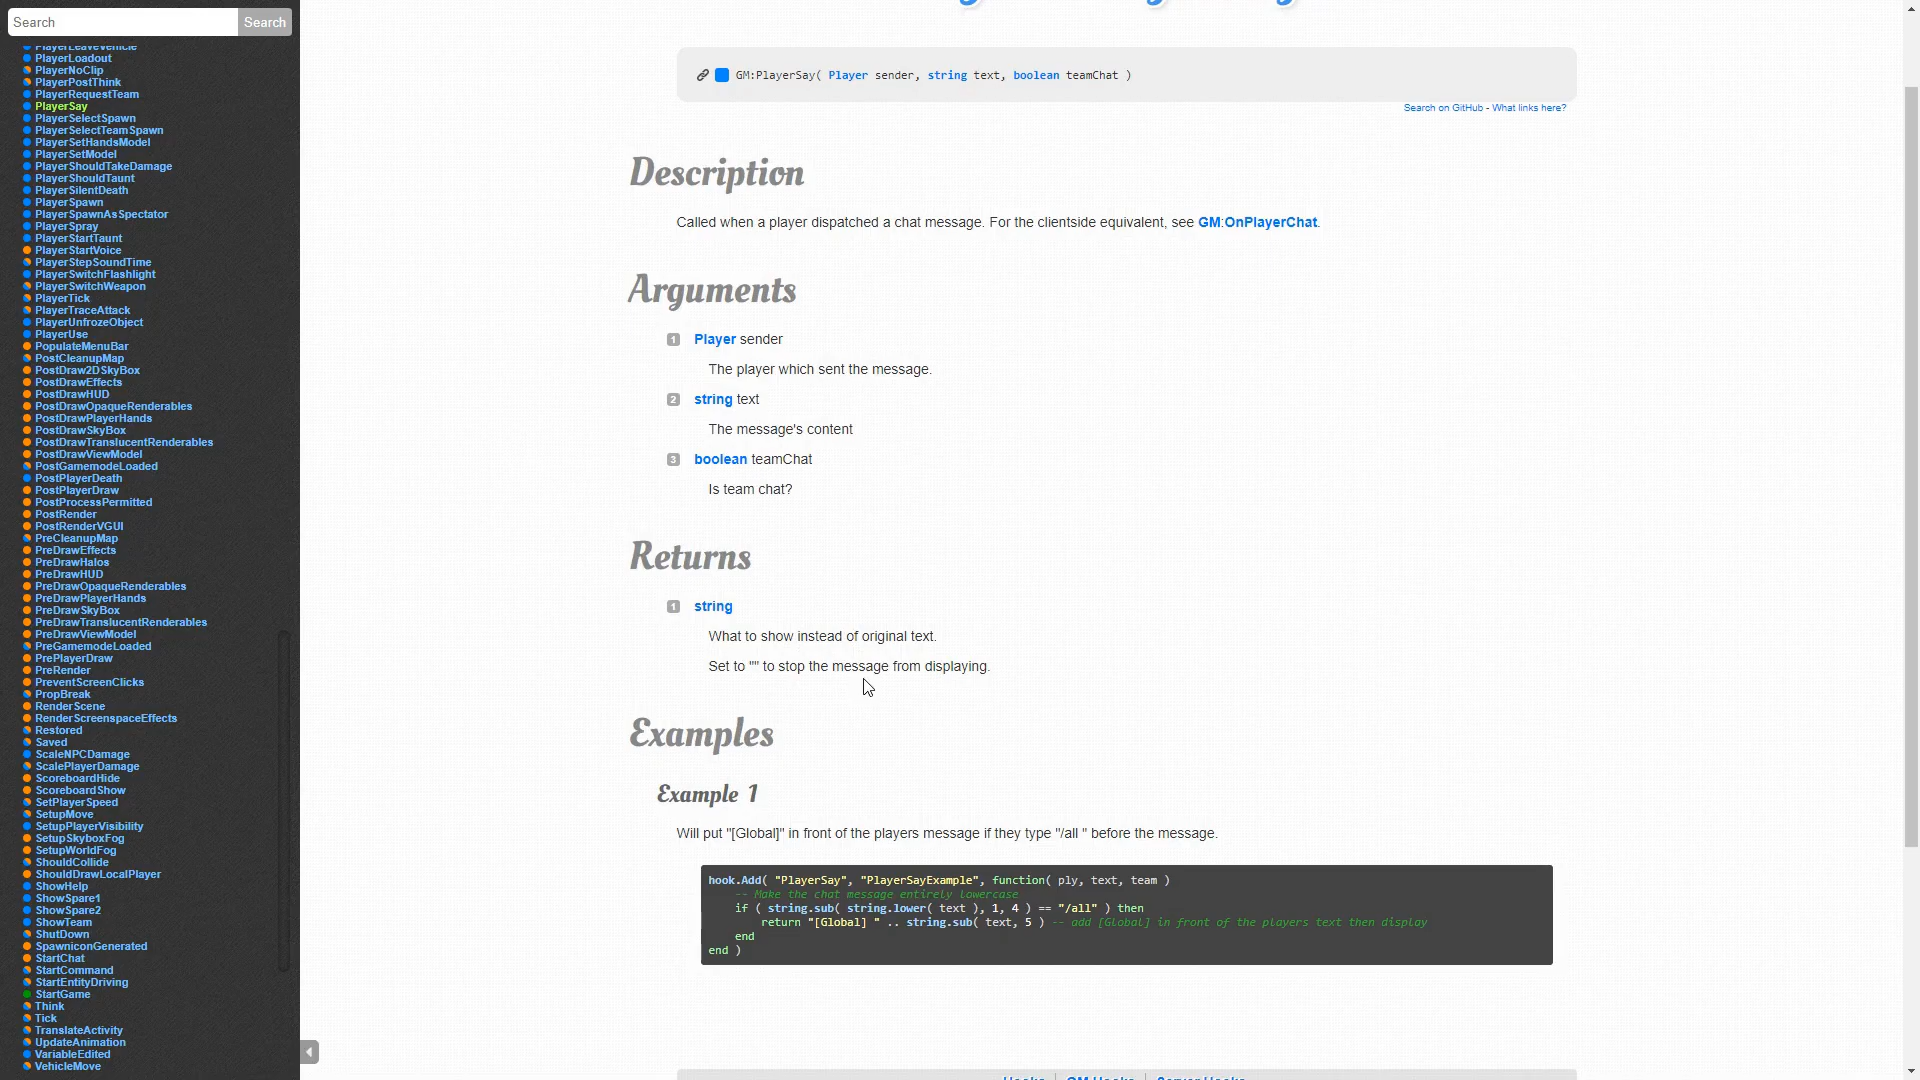 Search
Search
PlayerLeaveVehicle
PlayerLoadout
PlayerNoClip
PlayerPostThink
PlayerRequestTeam
PlayerSay
PlayerSelectSpawn
PlayerSelectTeamSpawn
PlayerSetHandsModel
PlayerSetModel
PlayerShouldTakeDamage
PlayerShouldTaunt
PlayerSilentDeath
PlayerSpawn
PlayerSpawnAsSpectator
PlayerSpray
PlayerStartTaunt
PlayerStartVoice
PlayerStepSoundTime
PlayerSwitchFlashlight
PlayerSwitchWeapon
PlayerTick
PlayerTraceAttack
PlayerUnfrozeObject
PlayerUse
PopulateMenuBar
PostCleanupMap
PostDraw2DSkyBox
PostDrawEffects
PostDrawHUD
PostDrawOpaqueRenderables
PostDrawPlayerHands
PostDrawSkyBox
PostDrawTranslucentRenderables
PostDrawViewModel
PostGamemodeLoaded
PostPlayerDeath
PostPlayerDraw
PostProcessPermitted
PostRender
PostRenderVGUI
PreCleanupMap
PreDrawEffects
PreDrawHalos
PreDrawHUD
PreDrawOpaqueRenderables
PreDrawPlayerHands
PreDrawSkyBox
PreDrawTranslucentRenderables
PreDrawViewModel
PreGamemodeLoaded
PrePlayerDraw
PreRender
PreventScreenClicks
PropBreak
RenderScene
RenderScreenspaceEffects
Restored
Saved
ScaleNPCDamage
ScalePlayerDamage
ScoreboardHide
ScoreboardShow
SetPlayerSpeed
SetupMove
SetupPlayerVisibility
SetupSkyboxFog
SetupWorldFog
ShouldCollide
ShouldDrawLocalPlayer
ShowHelp
ShowSpare1
ShowSpare2
ShowTeam
ShutDown
SpawniconGenerated
StartChat
StartCommand
StartEntityDriving
StartGame
Think
Tick
TranslateActivity
UpdateAnimation
VariableEdited
VehicleMove
GM:PlayerSay( Player sender, string text, boolean teamChat )
Search on GitHub - What links here?
Description
Called when a player dispatched a chat message. For the clientside equivalent, see GM:OnPlayerChat.
Arguments
1 Player sender
The player which sent the message.
2 string text
The message's content
3 boolean teamChat
Is team chat?
Returns
1 string
What to show instead of original text.
Set to "" to stop the message from displaying.
Examples
Example 1
Will put "[Global]" in front of the players message if they type "/all " before the message.
hook.Add( "PlayerSay", "PlayerSayExample", function( ply, text, team )
-- Make the chat message entirely lowercase
if ( string.sub( string.lower( text ), 1, 4 ) == "/all" ) then
return "[Global] " .. string.sub( text, 5 ) -- add [Global] in front of the players text then display
end
end )
Hooks | GM Hooks | Server Hooks